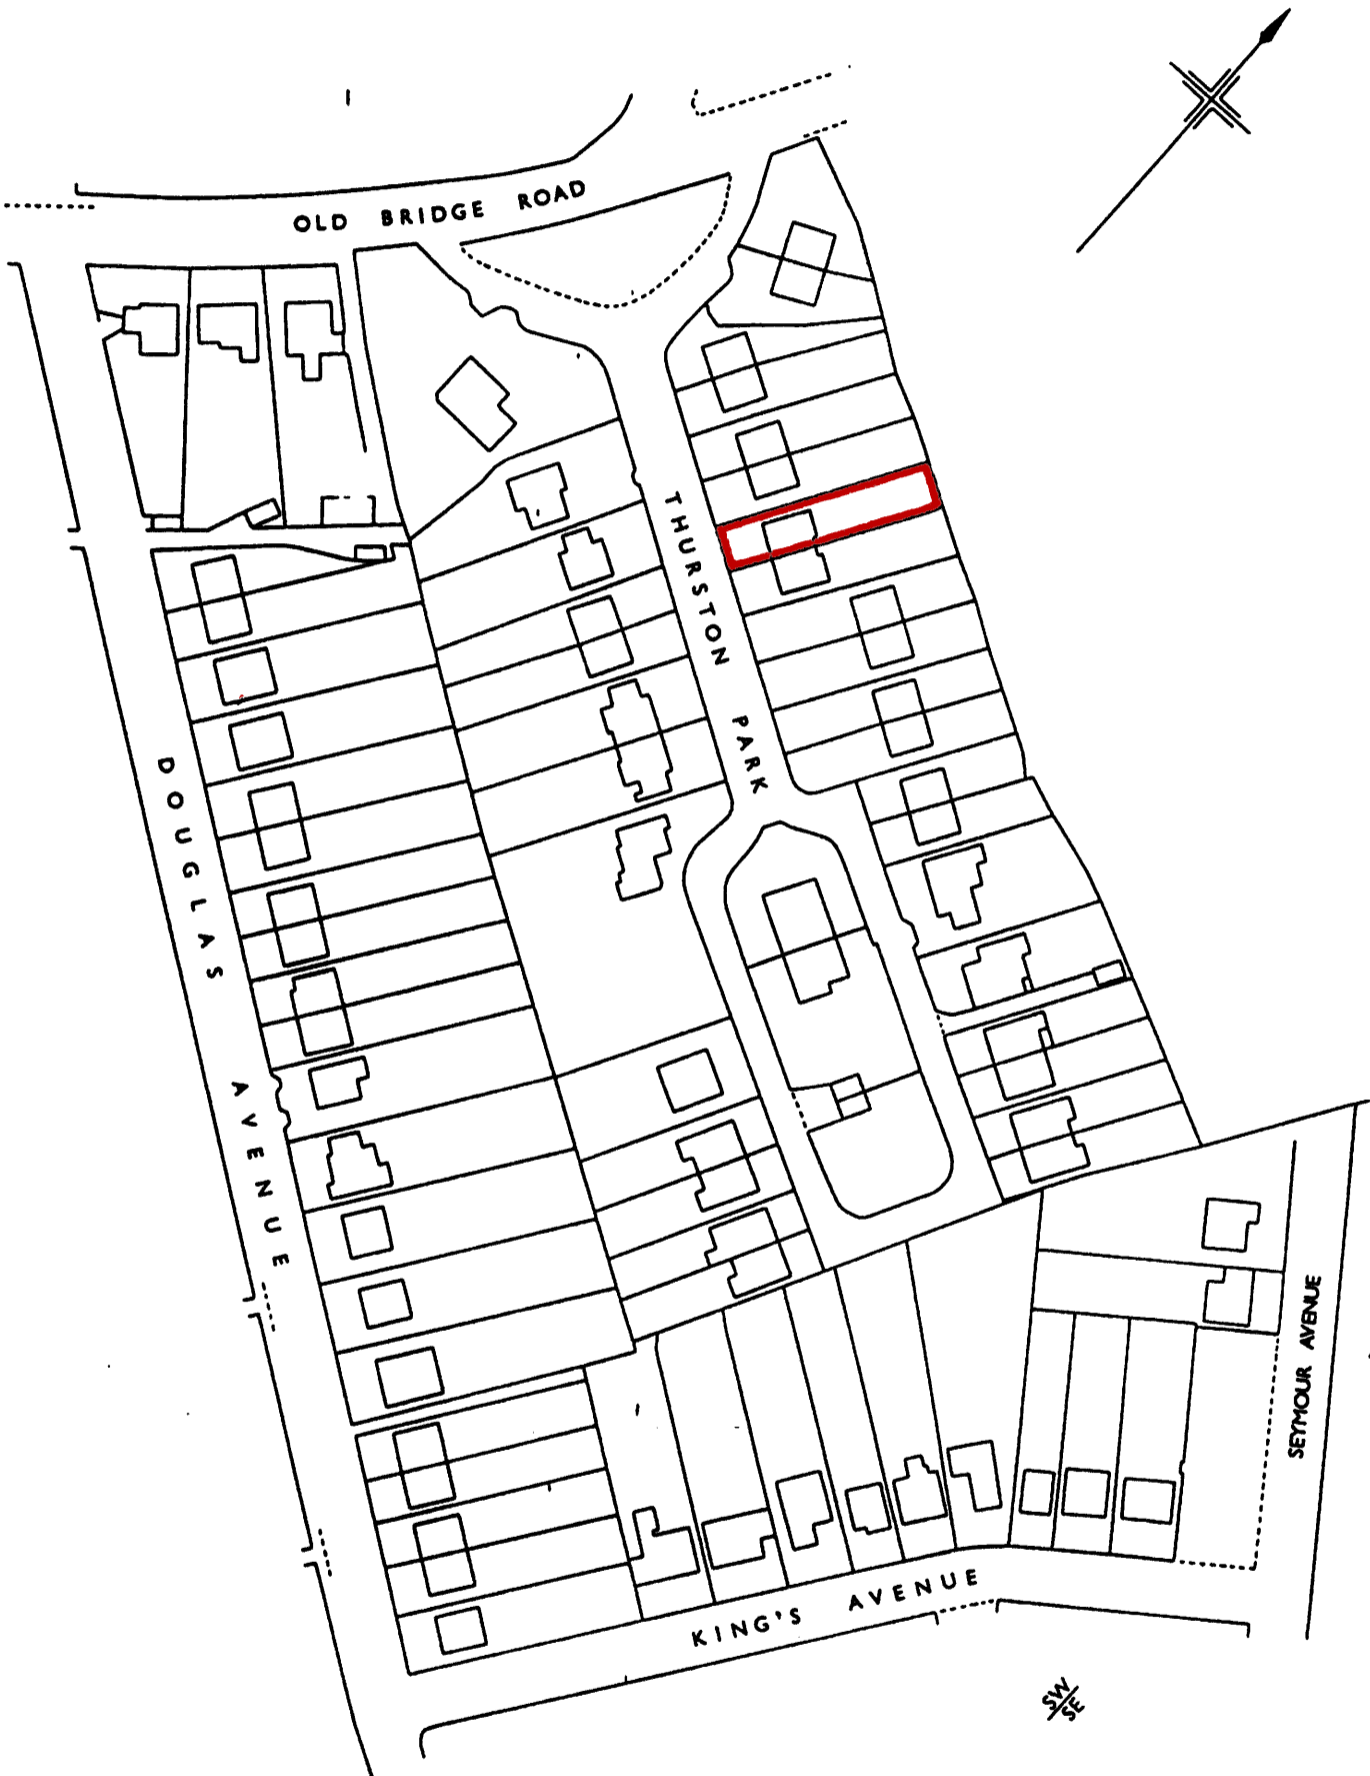 OLD BRIDGE ROAD
THURSTON PARK
DOUGLAS AVENUE
SEYMOUR AVENUE
KING'S AVENUE
SW/SE